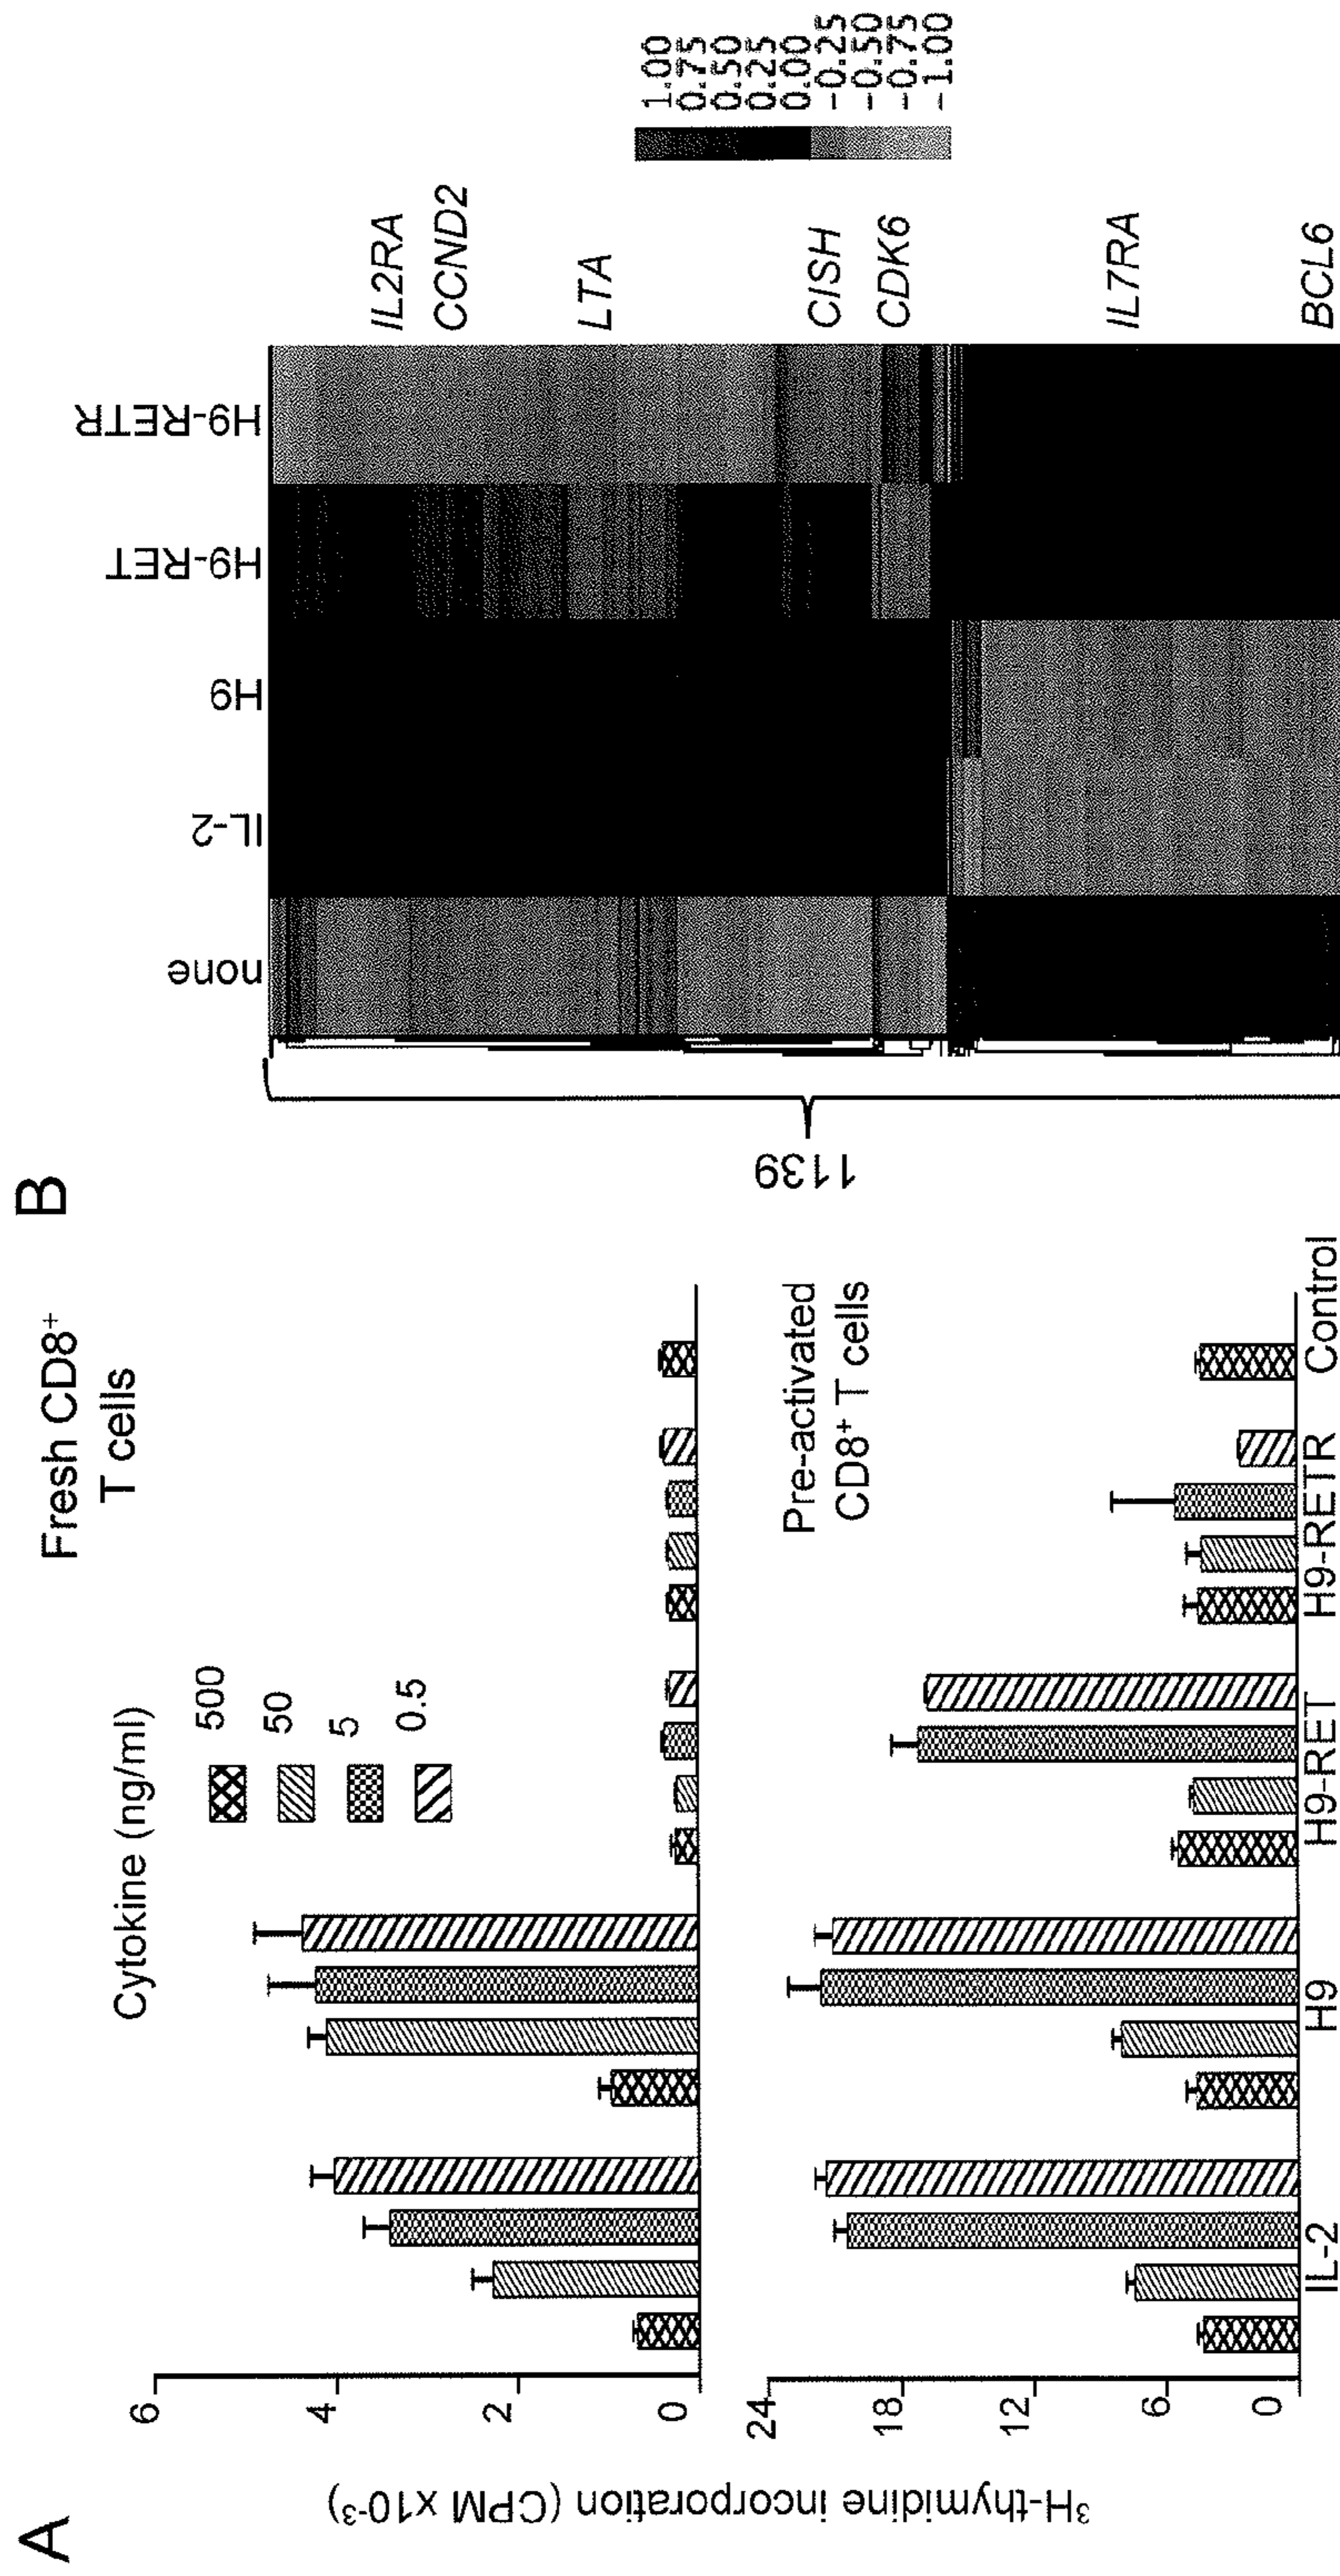 A
Fresh CD8⁺
T cells
Cytokine (ng/ml)
500
50
5
0.5
6
4
2
0
³H-thymidine incorporation (CPM x10⁻³)
Pre-activated
CD8⁺ T cells
24
18
12
6
0
IL-2
H9
H9-RET
H9-RETR
Control
B
none
IL-2
H9
H9-RET
H9-RETR
1139
IL2RA
CCND2
LTA
CISH
CDK6
IL7RA
BCL6
1.00
0.75
0.50
0.25
0.00
-0.25
-0.50
-0.75
-1.00